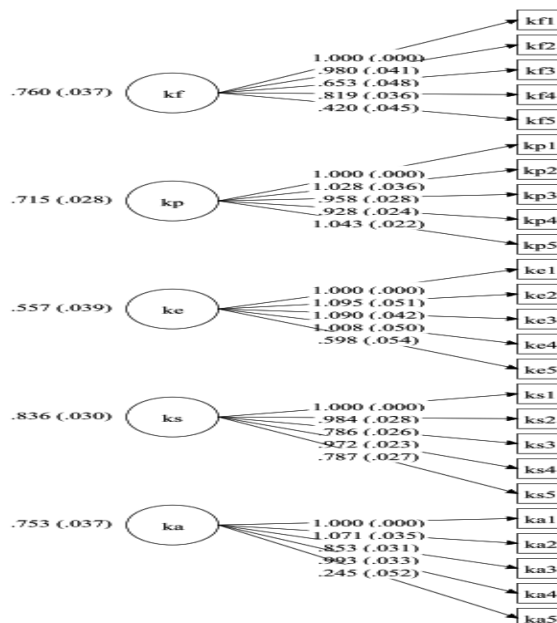 kf1
kf2
1.000 (.000)
.980 (.041)
kf3
.653 (.048)
.760 (.037)
kf
.819 (.036)
kf4
.420 (.045)
kf5
kp1
1.000 (.000)
kp2
1.028 (.036)
.958 (.028)
kp3
.715 (.028)
kp
.928 (.024)
kp4
1.043 (.022)
kp5
ke1
1.000 (.000)
1.095 (.051)
ke2
1.090 (.042)
.557 (.039)
ke
ke3
1.008 (.050)
ke4
.598 (.054)
ke5
ks1
1.000 (.000)
.984 (.028)
ks2
.836 (.030)
ks
.786 (.026)
ks3
.972 (.023)
.787 (.027)
ks4
ks5
ka1
1.000 (.000)
.753 (.037)
ka
1.071 (.035)
ka2
.853 (.031)
.993 (.033)
ka3
.245 (.052)
ka4
ka5